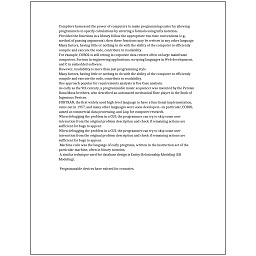 Compilers harnessed the power of computers to make programming easier by allowing
programmers to specify calculations by entering a formula using infix notation.
Provided the functions in a library follow the appropriate run-time conventions (e.g.,
method of passing arguments), then these functions may be written in any other language.
Many factors, having little or nothing to do with the ability of the computer to efficiently
compile and execute the code, contribute to readability.
For example, COBOL is still strong in corporate data centers often on large mainframe
computers, Fortran in engineering applications, scripting languages in Web development,
and C in embedded software.
However, readability is more than just programming style.
Many factors, having little or nothing to do with the ability of the computer to efficiently
compile and execute the code, contribute to readability.
One approach popular for requirements analysis is Use Case analysis.
As early as the 9th century, a programmable music sequencer was invented by the Persian
Banu Musa brothers, who described an automated mechanical flute player in the Book of
Ingenious Devices.
FORTRAN, the first widely used high-level language to have a functional implementation,
came out in 1957, and many other languages were soon developed—in particular, COBOL
aimed at commercial data processing, and Lisp for computer research.
When debugging the problem in a GUI, the programmer can try to skip some user
interaction from the original problem description and check if remaining actions are
sufficient for bugs to appear.
When debugging the problem in a GUI, the programmer can try to skip some user
interaction from the original problem description and check if remaining actions are
sufficient for bugs to appear.
Machine code was the language of early programs, written in the instruction set of the
particular machine, often in binary notation.
A similar technique used for database design is Entity-Relationship Modeling (ER
Modeling).
Programmable devices have existed for centuries.